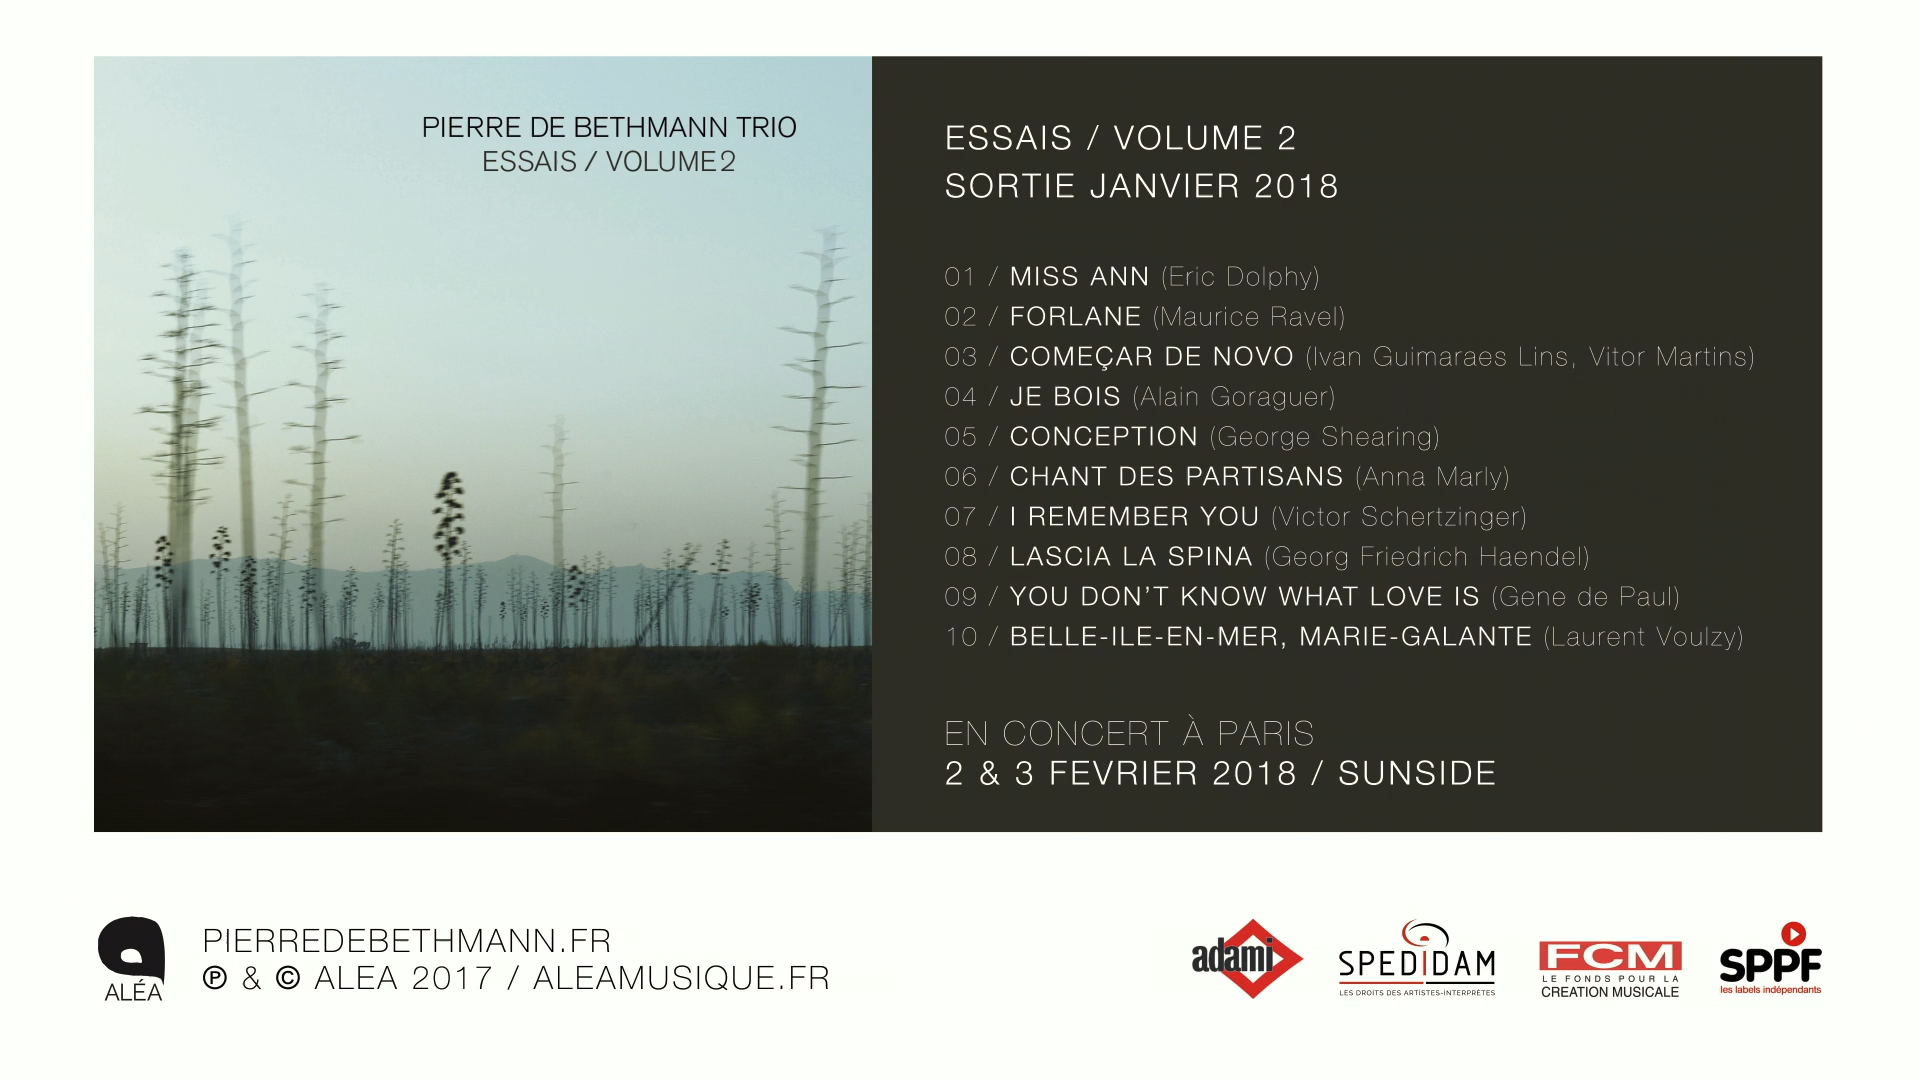 PIERRE DE BETHMANN TRIO
ESSAIS / VOLUME 2
ESSAIS / VOLUME 2
SORTIE JANVIER 2018
01 / MISS ANN (Eric Dolphy)
02 / FORLANE (Maurice Ravel)
03 / COMEÇAR DE NOVO (Ivan Guimaraes Lins, Vitor Martins)
04 / JE BOIS (Alain Goraguer)
05 / CONCEPTION (George Shearing)
06 / CHANT DES PARTISANS (Anna Marly)
07 / I REMEMBER YOU (Victor Schertzinger)
08 / LASCIA LA SPINA (Georg Friedrich Haendel)
09 / YOU DON’T KNOW WHAT LOVE IS (Gene de Paul)
10 / BELLE-ILE-EN-MER, MARIE-GALANTE (Laurent Voulzy)
EN CONCERT À PARIS
2 & 3 FEVRIER 2018 / SUNSIDE
ALÉA
PIERREDEBETHMANN.FR
℗ & © ALEA 2017 / ALEAMUSIQUE.FR
adami
SPEDIDAM
LES DROITS DES ARTISTES-INTERPRÈTES
FCM
LE FONDS POUR LA
CREATION MUSICALE
SPPF
les labels indépendants